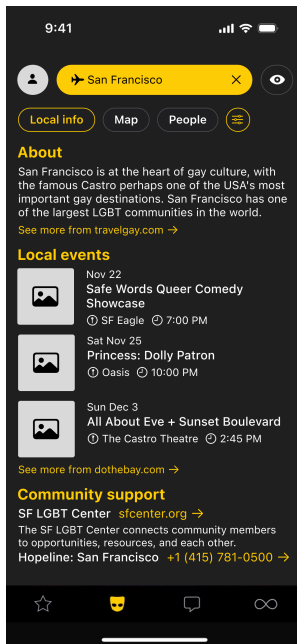 9:41
San Francisco
Local info
Map
People
About
San Francisco is at the heart of gay culture, with
the famous Castro perhaps one of the USA's most
important gay destinations. San Francisco has one
of the largest LGBT communities in the world.
See more from travelgay.com →
Local events
Nov 22
Safe Words Queer Comedy
Showcase
SF Eagle 7:00 PM
Sat Nov 25
Princess: Dolly Patron
Oasis 10:00 PM
Sun Dec 3
All About Eve + Sunset Boulevard
The Castro Theatre 2:45 PM
See more from dothebay.com →
Community support
SF LGBT Center sfcenter.org →
The SF LGBT Center connects community members
to opportunities, resources, and each other.
Hopeline: San Francisco +1 (415) 781-0500 →